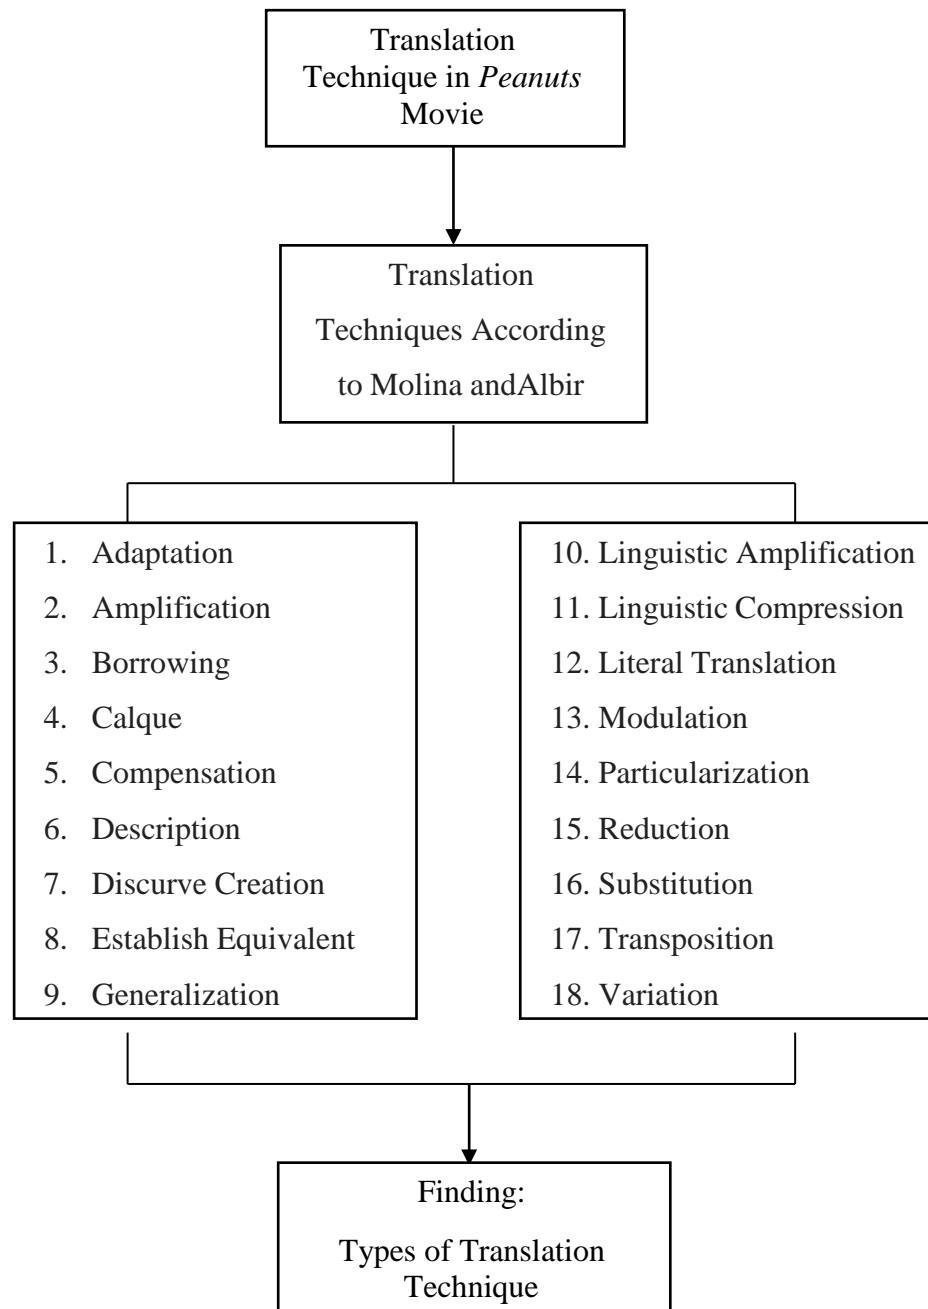 Translation
Technique in Peanuts
Movie
Translation
Techniques According
to Molina andAlbir
1. Adaptation
2. Amplification
3. Borrowing
4. Calque
5. Compensation
6. Description
7. Discurve Creation
8. Establish Equivalent
9. Generalization
10. Linguistic Amplification
11. Linguistic Compression
12. Literal Translation
13. Modulation
14. Particularization
15. Reduction
16. Substitution
17. Transposition
18. Variation
Finding:
Types of Translation
Technique